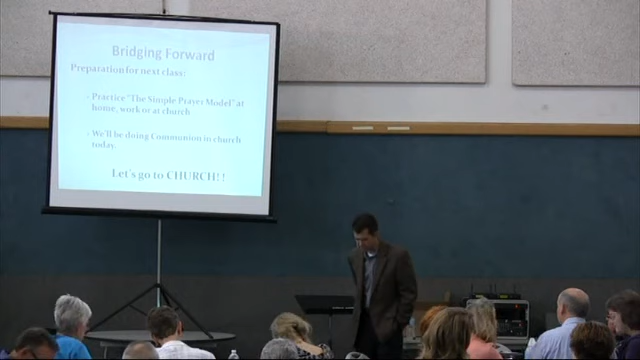 Bridging Forward
Preparation for next class:
- Practice "The Simple Prayer Model" at
home, work or at church
- We'll be doing Communion in church
today.
Let's go to CHURCH! !